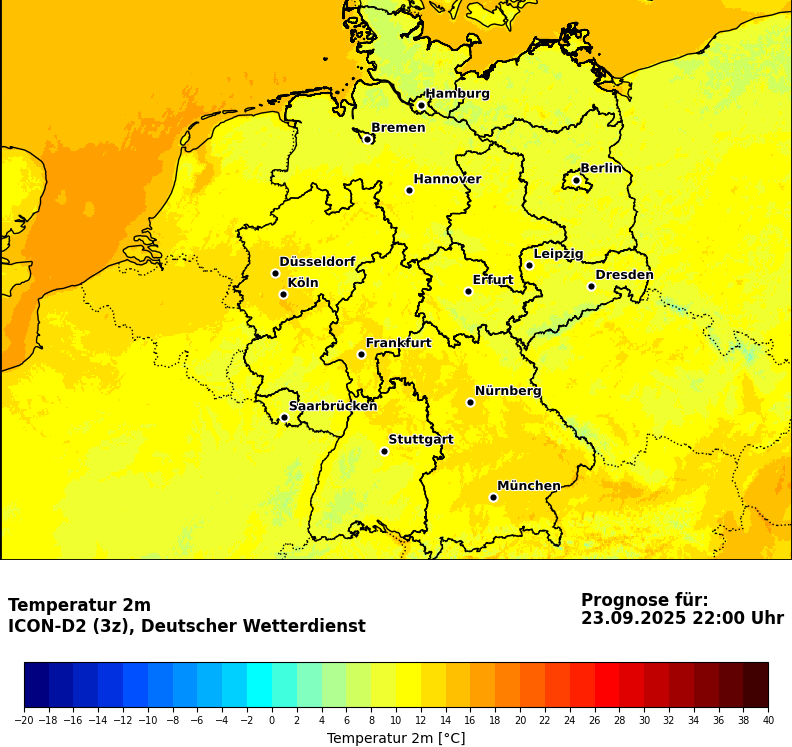 Hamburg
Bremen
Berlin
Hannover
Leipzig
Düsseldorf
Dresden
Erfurt
Köln
Frankfurt
Nürnberg
Saarbrücken
Stuttgart
München
Temperatur 2m
ICON-D2 (3z), Deutscher Wetterdienst
Prognose für:
23.09.2025 22:00 Uhr
−20 −18 −16 −14 −12 −10 −8 −6 −4 −2 0 2 4 6 8 10 12 14 16 18 20 22 24 26 28 30 32 34 36 38 40
Temperatur 2m [°C]